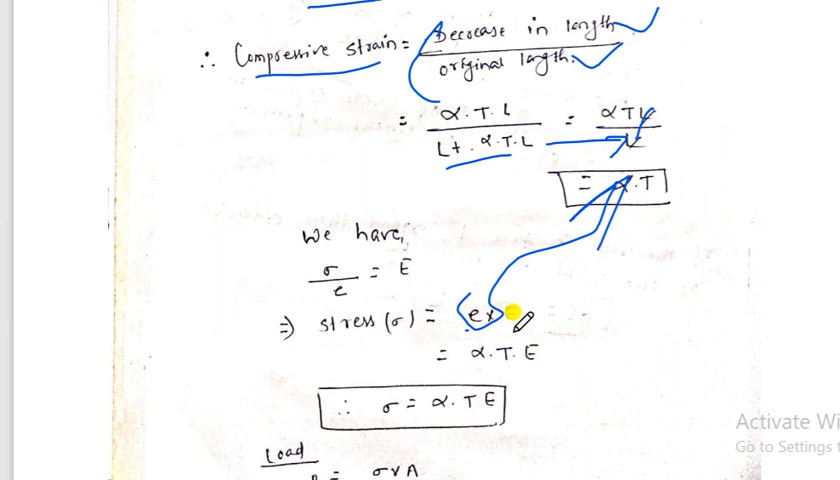 ∴ Compressive strain = Decrease in length / original length.
= α.T.L / L+.α.T.L = αTL / L
= α.T
We have,
σ / e = E
⇒ stress (σ) = e×
= α.T.E
∴ σ = α.TE
Load
= σ×A
Activate Wi
Go to Settings t